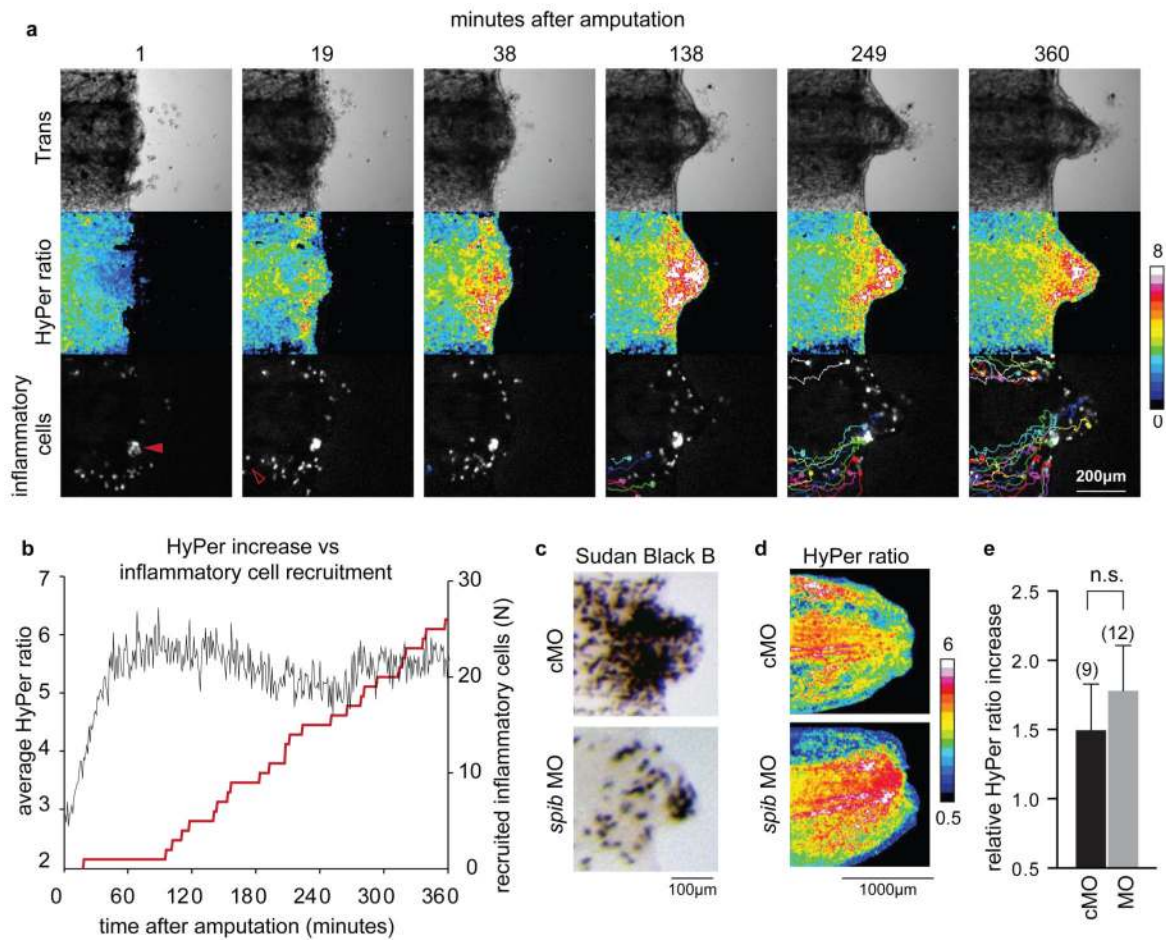 minutes after amputation
a
1 19 38 138 249 360
Trans
HyPer ratio
8
0
inflammatory
cells
200µm
b
HyPer increase vs
inflammatory cell recruitment
7
6
5
4
3
2
average HyPer ratio
30
20
10
0
recruited inflammatory cells (N)
0 60 120 180 240 300 360
time after amputation (minutes)
c
Sudan Black B
cMO
spib MO
100µm
d
HyPer ratio
cMO
spib MO
6
0.5
1000µm
e
n.s.
(9)
(12)
2.5
2.0
1.5
1.0
0.5
relative HyPer ratio increase
cMO
MO